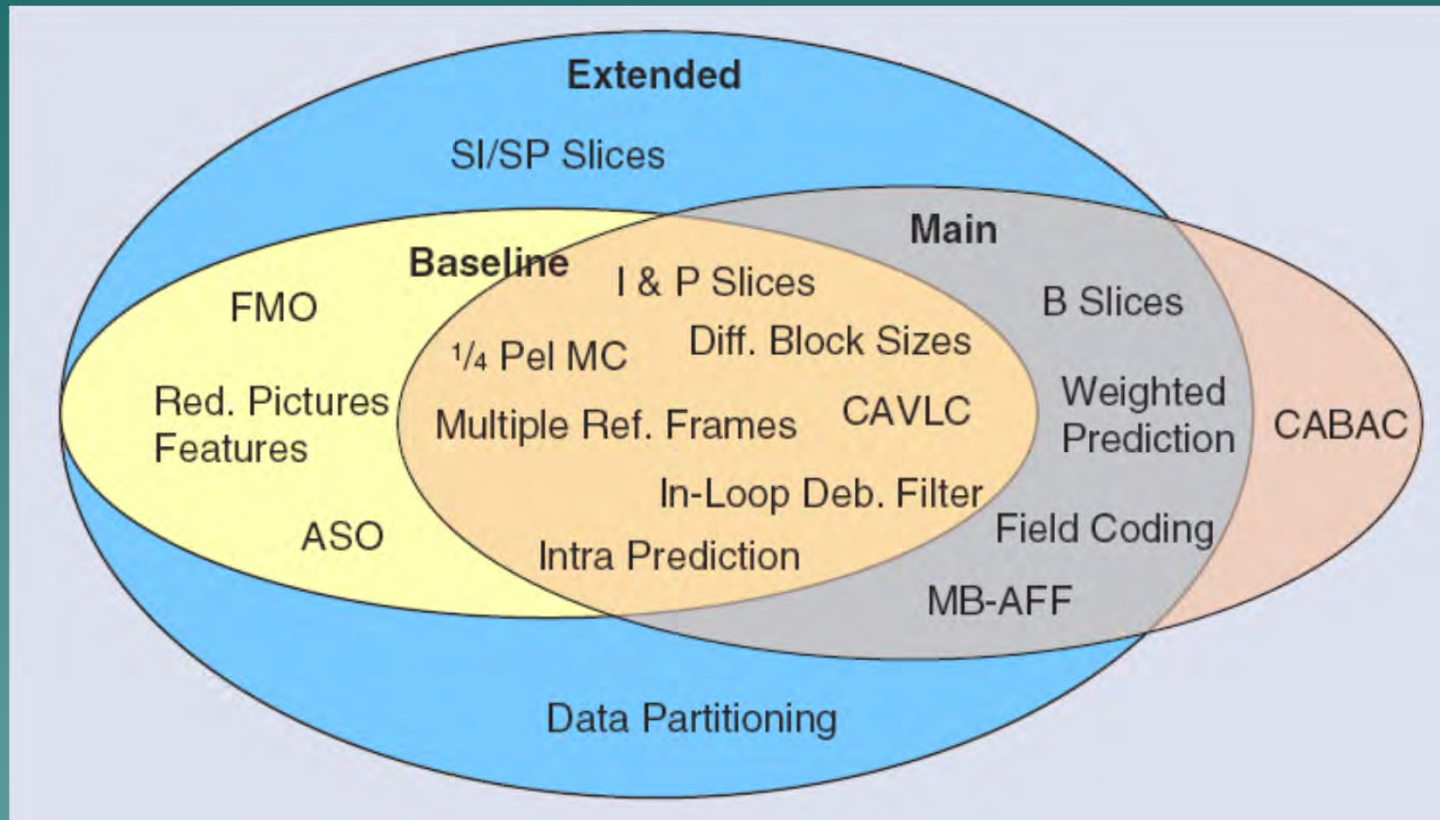 Extended
SI/SP Slices
Baseline
Main
I & P Slices
FMO
B Slices
Diff. Block Sizes
¼ Pel MC
Red. Pictures
Features
Multiple Ref. Frames
CAVLC
Weighted
Prediction
CABAC
In-Loop Deb. Filter
ASO
Field Coding
Intra Prediction
MB-AFF
Data Partitioning